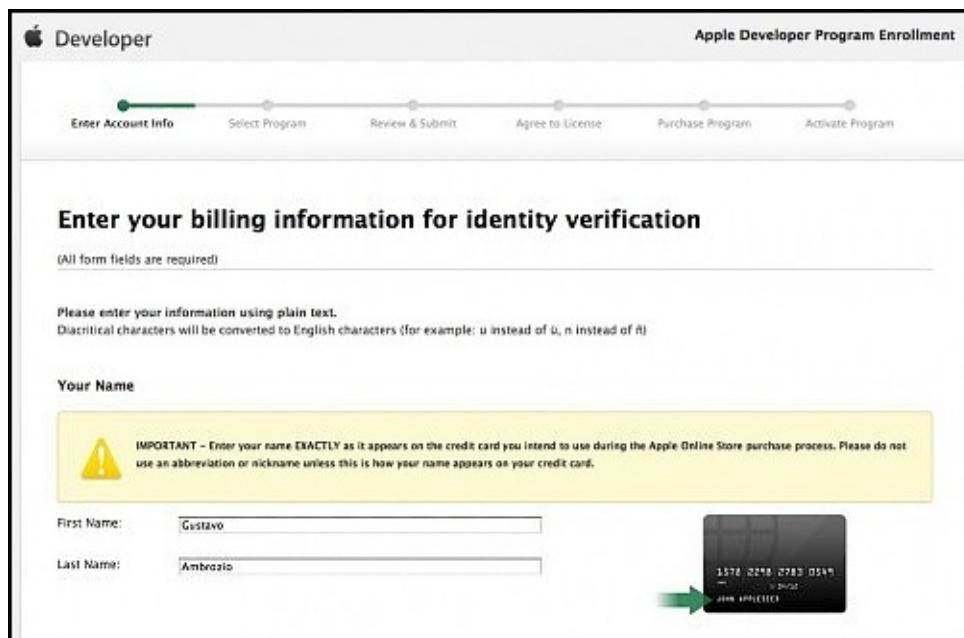 Developer
Apple Developer Program Enrollment
Enter Account Info Select Program Review & Submit Agree to License Purchase Program Activate Program
Enter your billing information for identity verification
(All form fields are required)
Please enter your information using plain text.
Diacritical characters will be converted to English characters (for example: u instead of ü, n instead of ñ)
Your Name
IMPORTANT – Enter your name EXACTLY as it appears on the credit card you intend to use during the Apple Online Store purchase process. Please do not
use an abbreviation or nickname unless this is how your name appears on your credit card.
First Name: Gustavo
Last Name: Ambrozio
1578 2298 2783 0549
JOHN APPLESEED